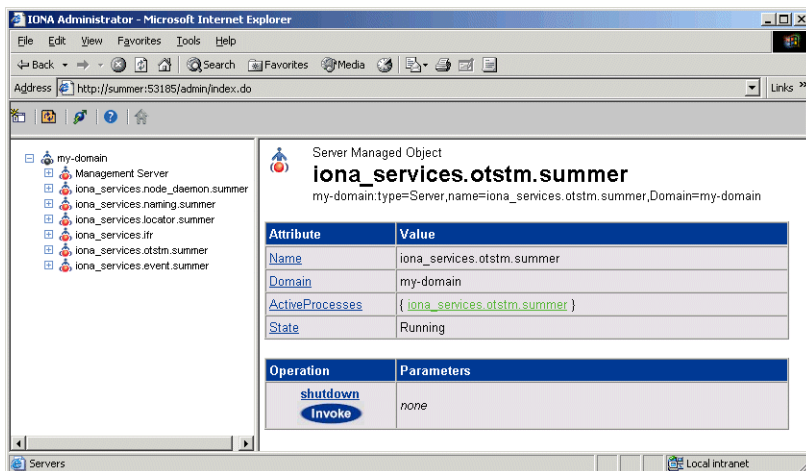 IONA Administrator - Microsoft Internet Explorer
File Edit View Favorites Tools Help
Back Search Favorites Media
Address http://summer:53185/admin/index.do Links »
my-domain
Management Server
iona_services.node_daemon.summer
iona_services.naming.summer
iona_services.locator.summer
iona_services.ifr
iona_services.otstm.summer
iona_services.event.summer
Server Managed Object
iona_services.otstm.summer
my-domain:type=Server,name=iona_services.otstm.summer,Domain=my-domain
Attribute Value
Name iona_services.otstm.summer
Domain my-domain
ActiveProcesses { iona_services.otstm.summer }
State Running
Operation Parameters
shutdown
Invoke none
Servers Local intranet